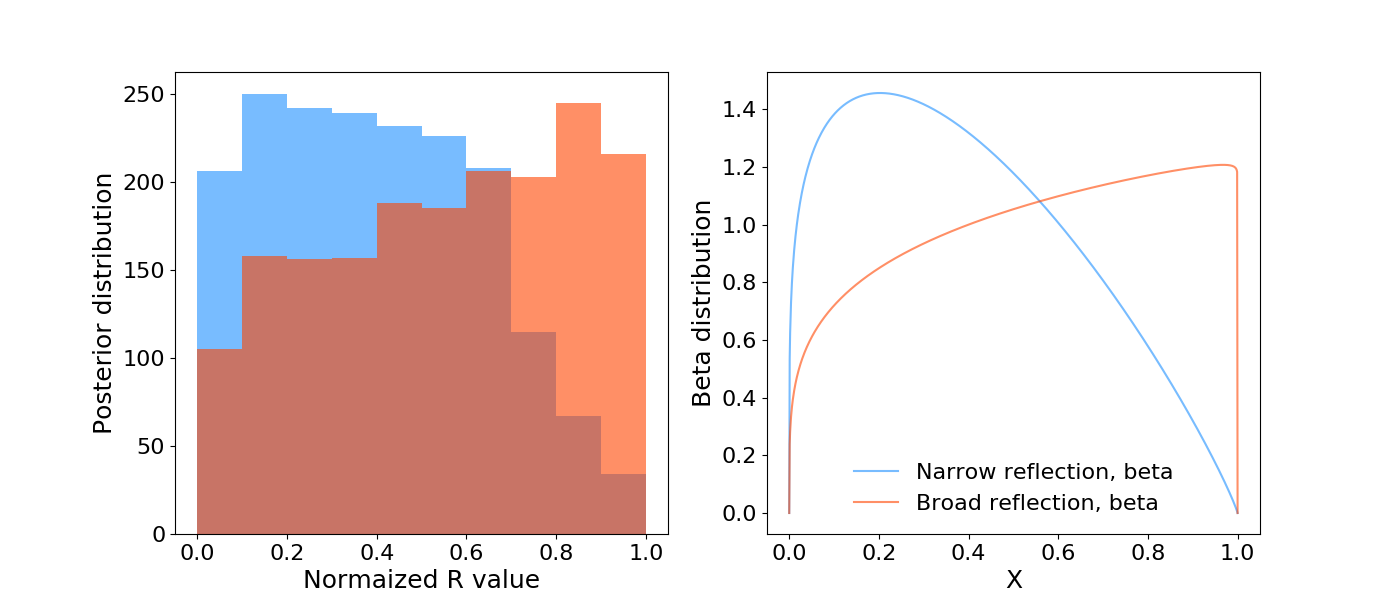 Posterior distribution
250
200
150
100
50
0
0.0 0.2 0.4 0.6 0.8 1.0
Normaized R value
Beta distribution
1.4
1.2
1.0
0.8
0.6
0.4
0.2
0.0
Narrow reflection, beta
Broad reflection, beta
0.0 0.2 0.4 0.6 0.8 1.0
X